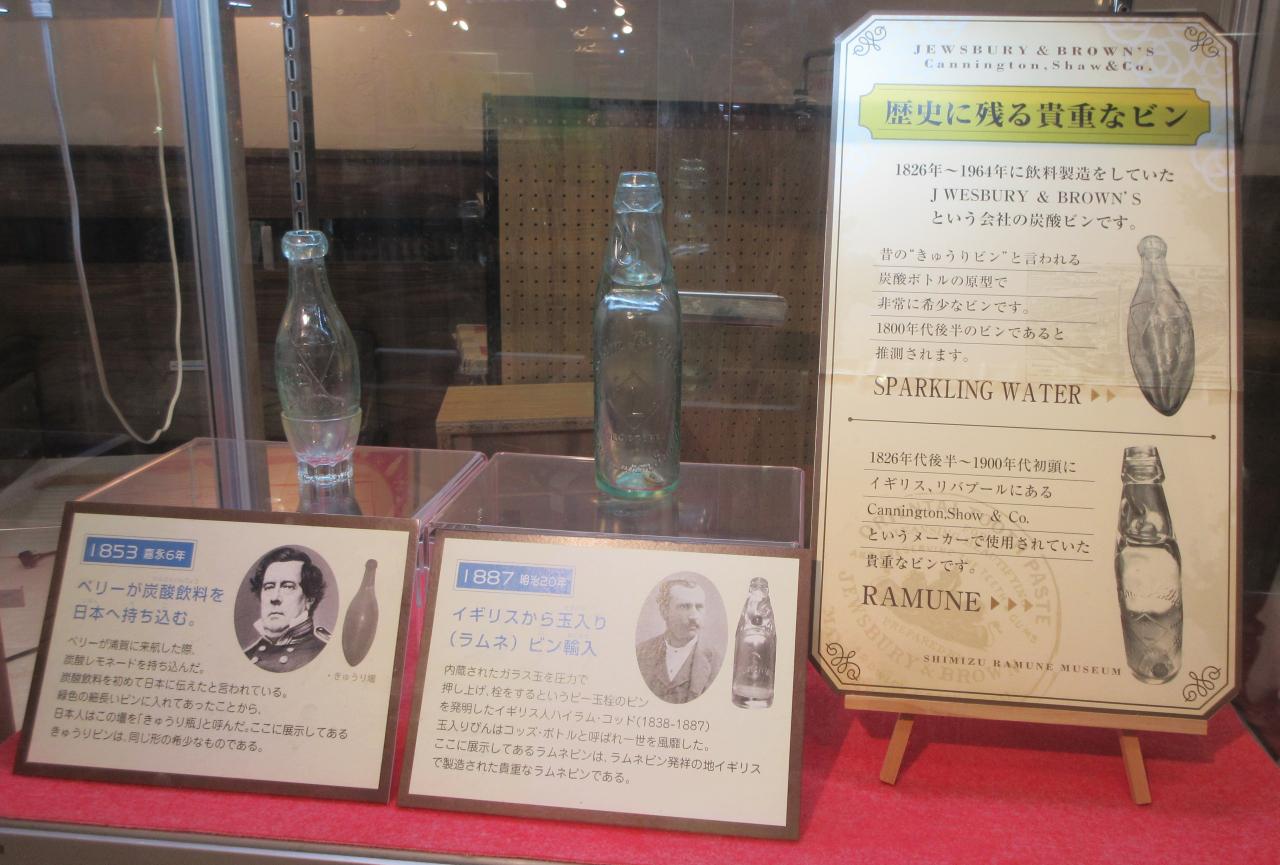 JEWSBURY & BROWN'S
Cannington,Shaw&Co.
歴史に残る貴重なビン
1826年～1964年に飲料製造をしていた
J WESBURY & BROWN'S
という会社の炭酸ビンです。
昔の"きゅうりビン"と言われる
炭酸ボトルの原型で
非常に希少なビンです。
1800年代後半のビンであると
推測されます。
SPARKLING WATER
1826年代後半～1900年代初頭に
イギリス、リバプールにある
Cannington,Show & Co.
というメーカーで使用されていた
貴重なビンです。
RAMUNE
SHIMIZU RAMUNE MUSEUM
1853 嘉永6年
ペリーが炭酸飲料を
日本へ持ち込む。
ペリーが浦賀に来航した際、
炭酸レモネードを持ち込んだ。
炭酸飲料を初めて日本に伝えたと言われている。
緑色の細長いビンに入れてあったことから、
日本人はこの壜を「きゅうり瓶」と呼んだ。ここに展示してある
きゅうりビンは、同じ形の希少なものである。
・きゅうり壜
1887 明治20年
イギリスから玉入り
（ラムネ）ビン輸入
内蔵されたガラス玉を圧力で
押し上げ、栓をするというビー玉栓のビン
を発明したイギリス人ハイラム・コッド(1838-1887)
玉入りびんはコッズ・ボトルと呼ばれ一世を風靡した。
ここに展示してあるラムネビンは、ラムネビン発祥の地イギリス
で製造された貴重なラムネビンである。